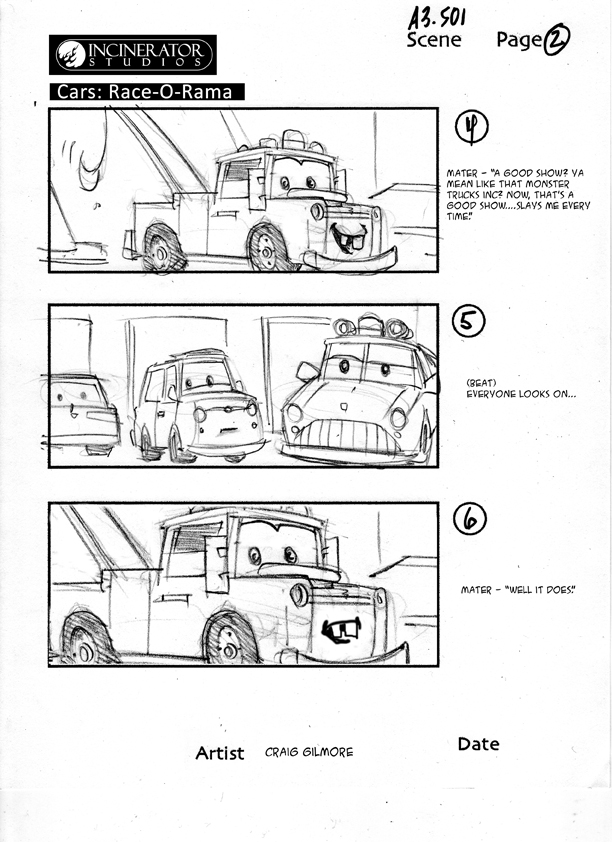 A3.S01
INCINERATOR
STUDIOS
Scene Page 2
Cars: Race-O-Rama
4
MATER – "A GOOD SHOW? YA
MEAN LIKE THAT MONSTER
TRUCKS INC? NOW, THAT'S A
GOOD SHOW....SLAYS ME EVERY
TIME."
5
(BEAT)
EVERYONE LOOKS ON...
6
MATER – "WELL IT DOES."
Artist CRAIG GILMORE
Date